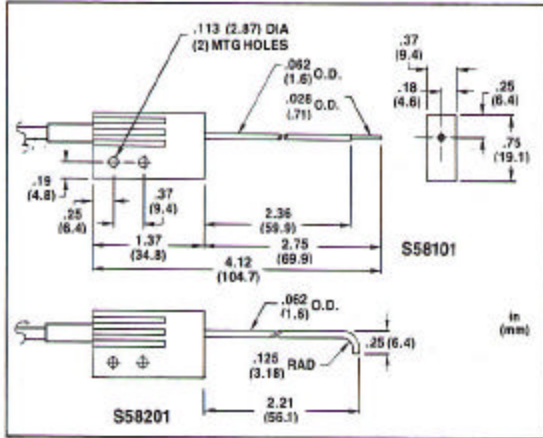 .113 (2.87) DIA
(2) MTG HOLES
.062
(1.6) O.D.
.028
(.71) O.D.
.37
(9.4)
.18
(4.6)
.25
(6.4)
.75
(19.1)
.19
(4.8)
.25
(6.4)
.37
(9.4)
2.36
(59.9)
1.37
(34.8)
2.75
(69.9)
4.12
(104.7)
S58101
.062
(1.6) O.D.
.25 (6.4)
.125
(3.18) RAD
2.21
(56.1)
in
(mm)
S58201